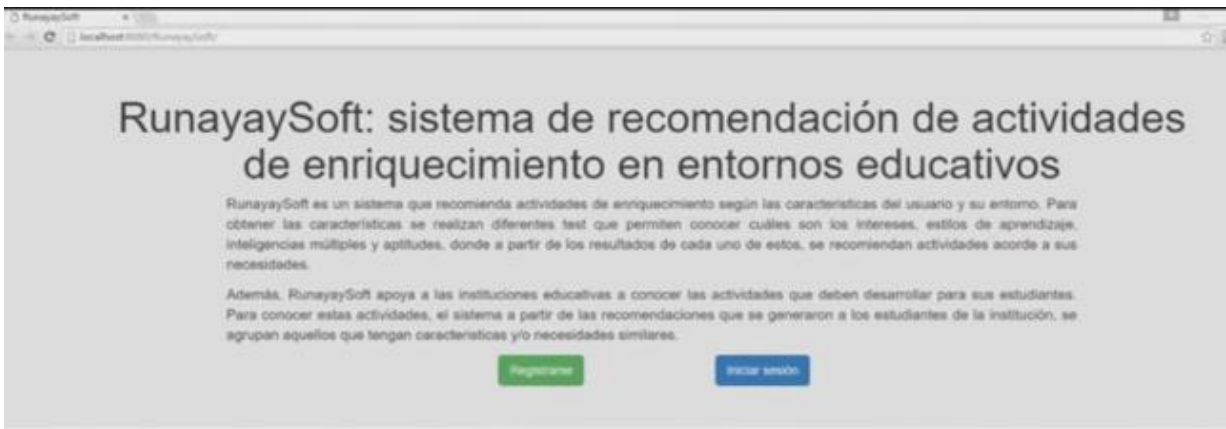 RunayaySoft
localhost:8080/RunayaySoft/
RunayaySoft: sistema de recomendación de actividades
de enriquecimiento en entornos educativos
RunayaySoft es un sistema que recomienda actividades de enriquecimiento según las características del usuario y su entorno. Para
obtener las características se realizan diferentes test que permiten conocer cuáles son los intereses, estilos de aprendizaje,
inteligencias múltiples y aptitudes, donde a partir de los resultados de cada uno de estos, se recomiendan actividades acorde a sus
necesidades.
Además, RunayaySoft apoya a las instituciones educativas a conocer las actividades que deben desarrollar para sus estudiantes.
Para conocer estas actividades, el sistema a partir de las recomendaciones que se generaron a los estudiantes de la institución, se
agrupan aquellos que tengan características y/o necesidades similares.
Registrarse
Iniciar sesión